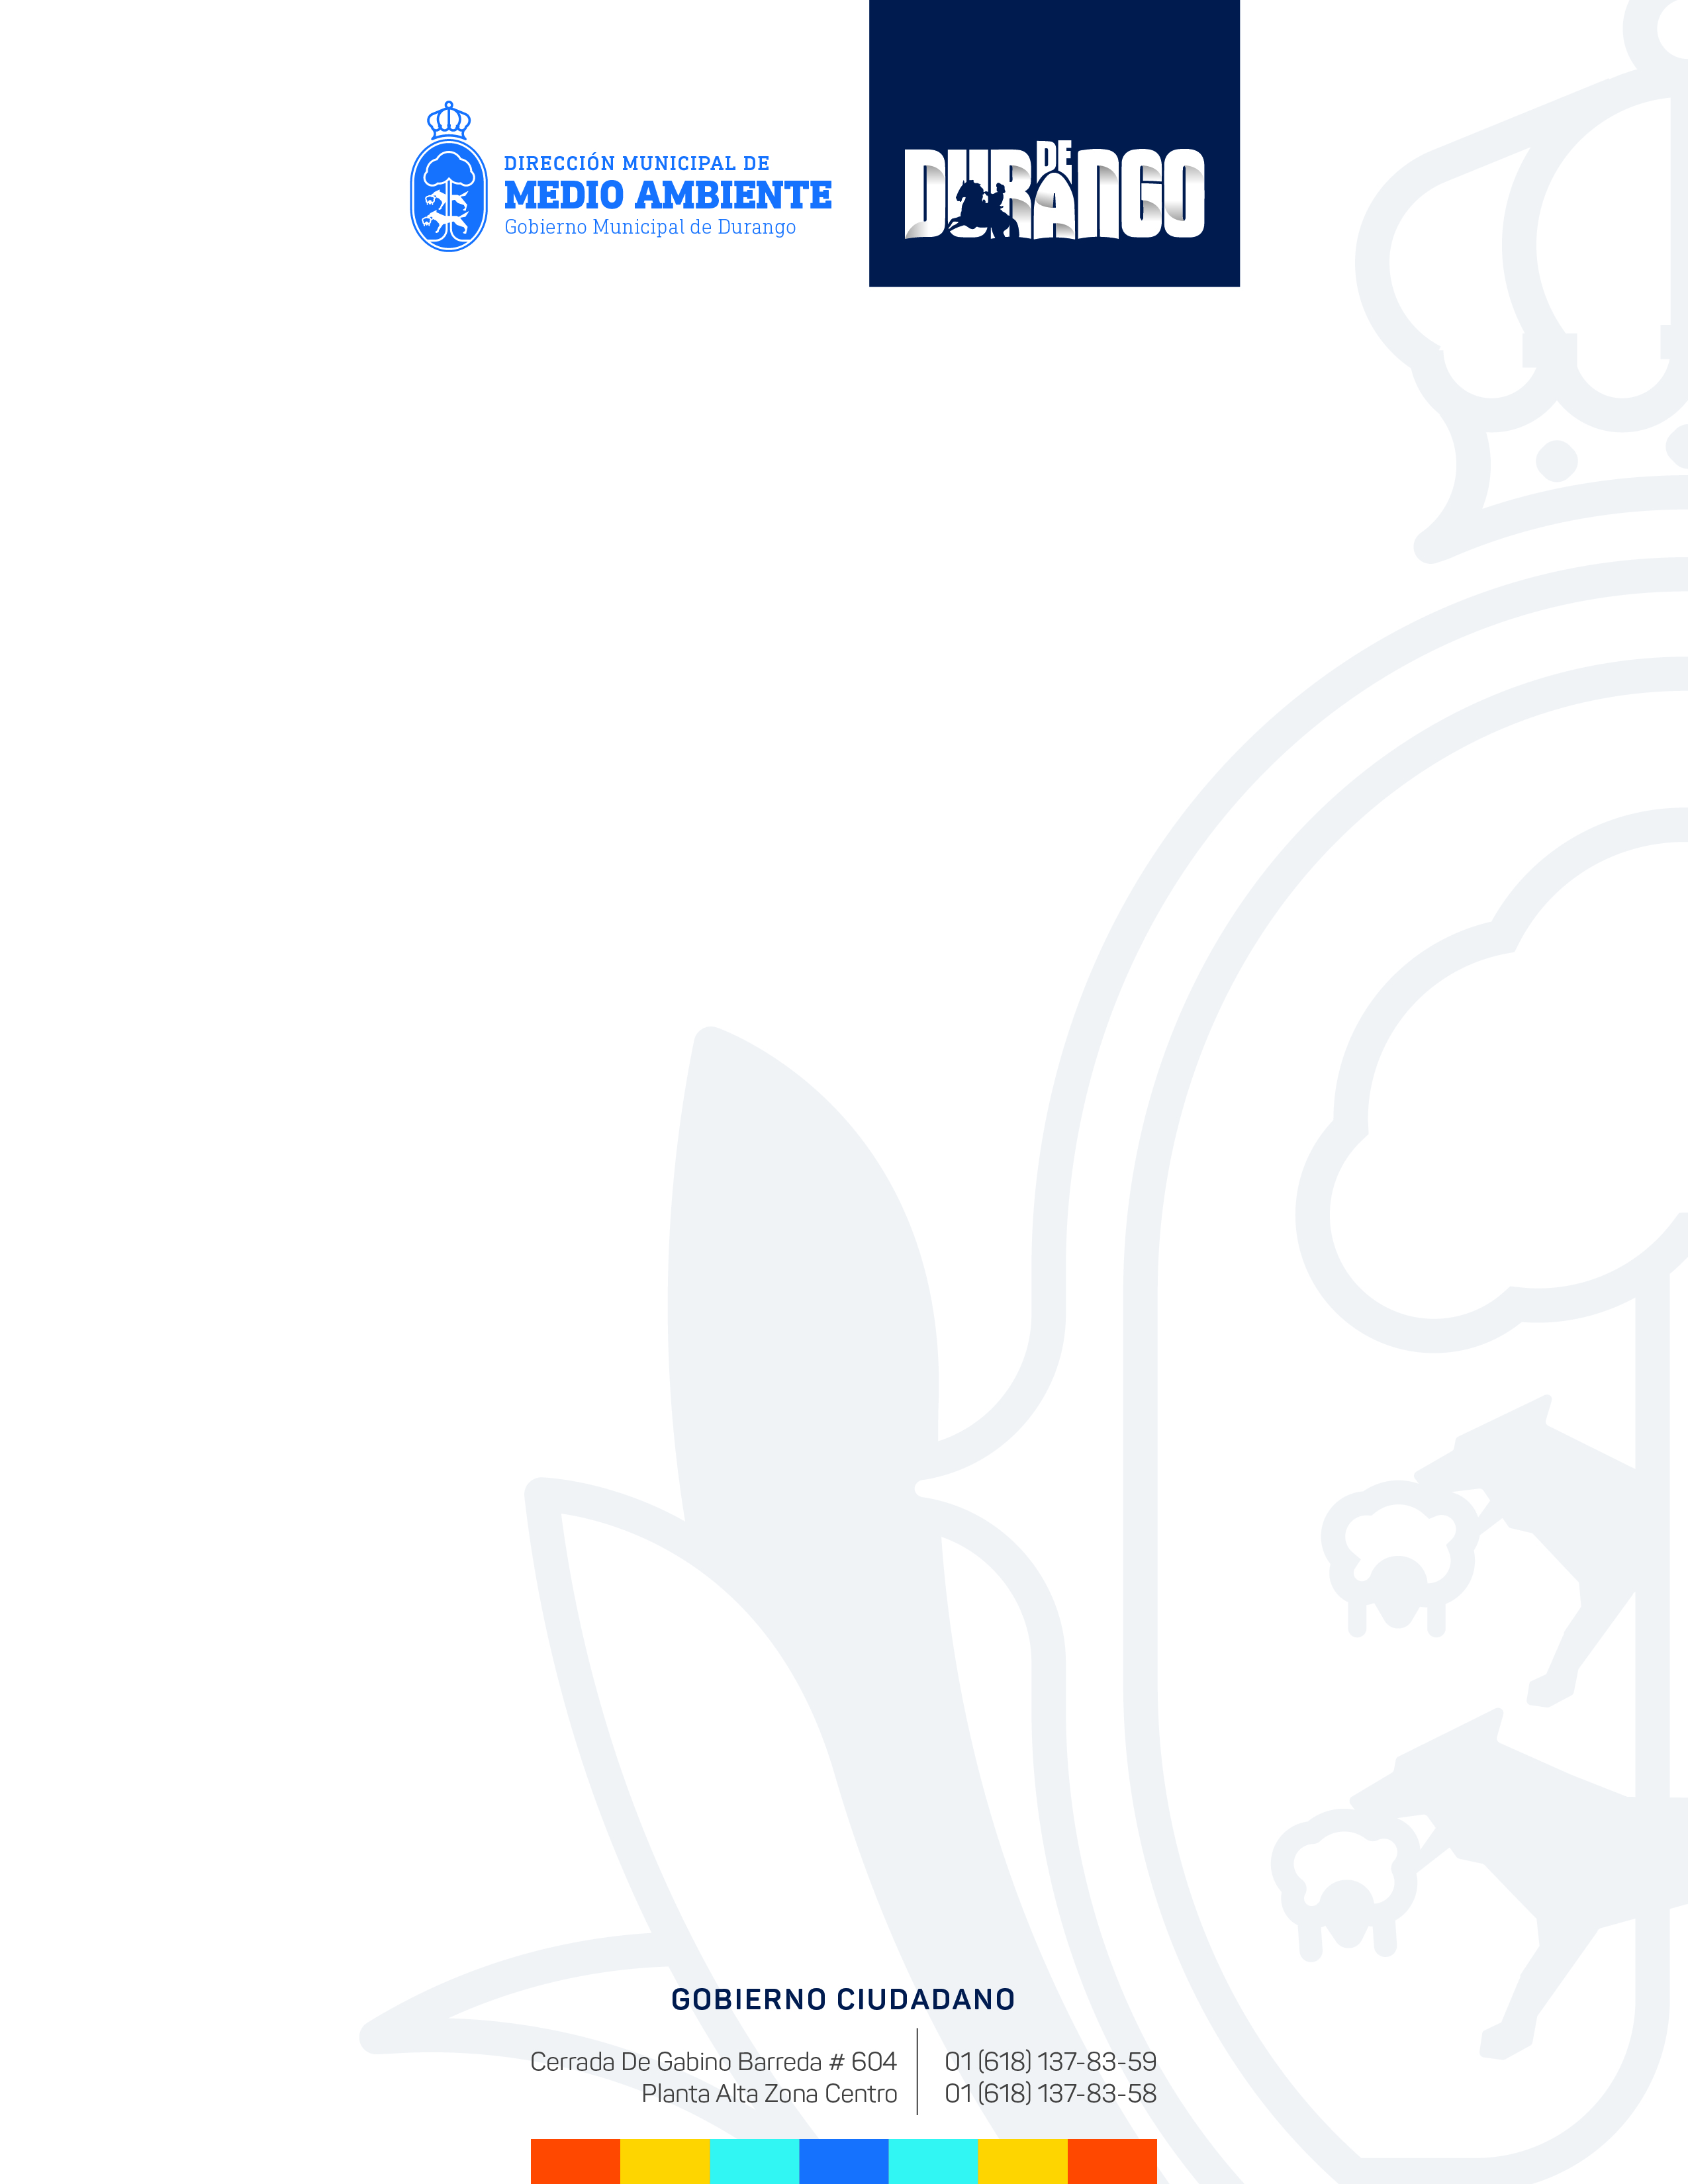 DIRECCIÓN MUNICIPAL DE
MEDIO AMBIENTE
Gobierno Municipal de Durango
DURANGO
DE
GOBIERNO CIUDADANO
Cerrada De Gabino Barreda # 604
Planta Alta Zona Centro
01 (618) 137-83-59
01 (618) 137-83-58